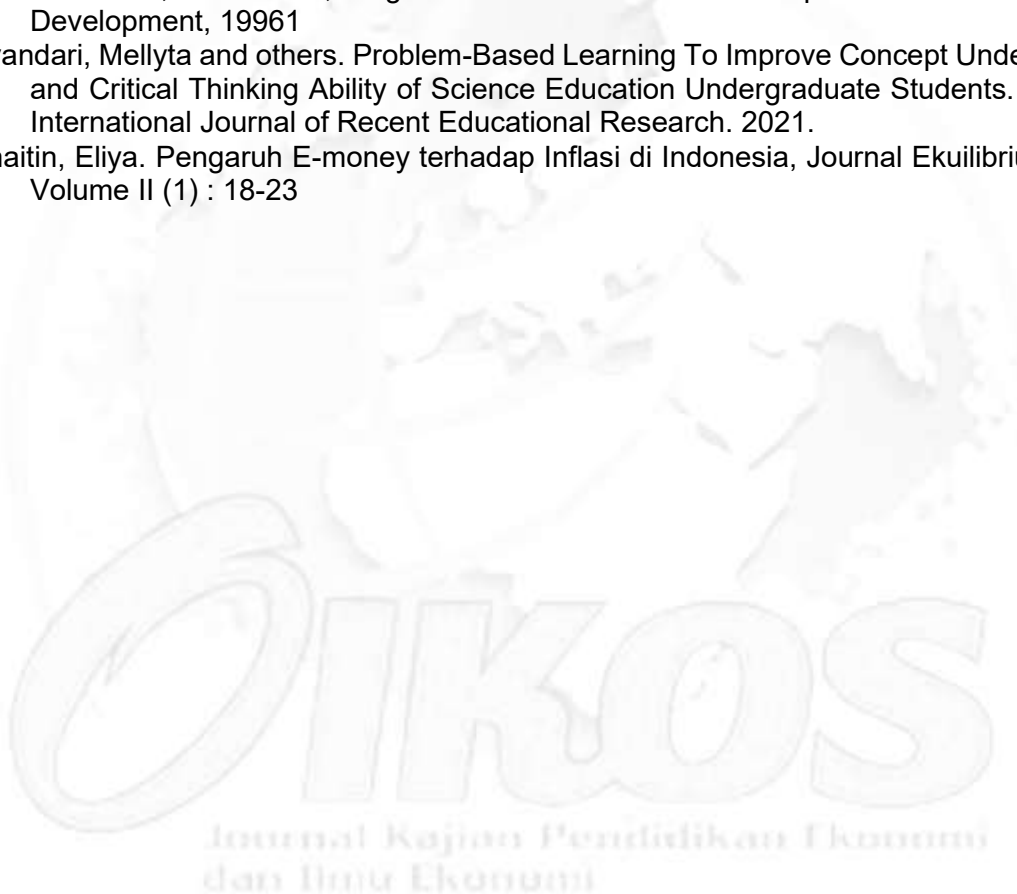 Development, 19961
andari, Mellyta and others. Problem-Based Learning To Improve Concept Unde
and Critical Thinking Ability of Science Education Undergraduate Students.
International Journal of Recent Educational Research. 2021.
aitin, Eliya. Pengaruh E-money terhadap Inflasi di Indonesia, Journal Ekuilibriu
Volume II (1) : 18-23
OIKOS
Journal Kajian Pendidikan Ekonomi
dan Ilmu Ekonomi